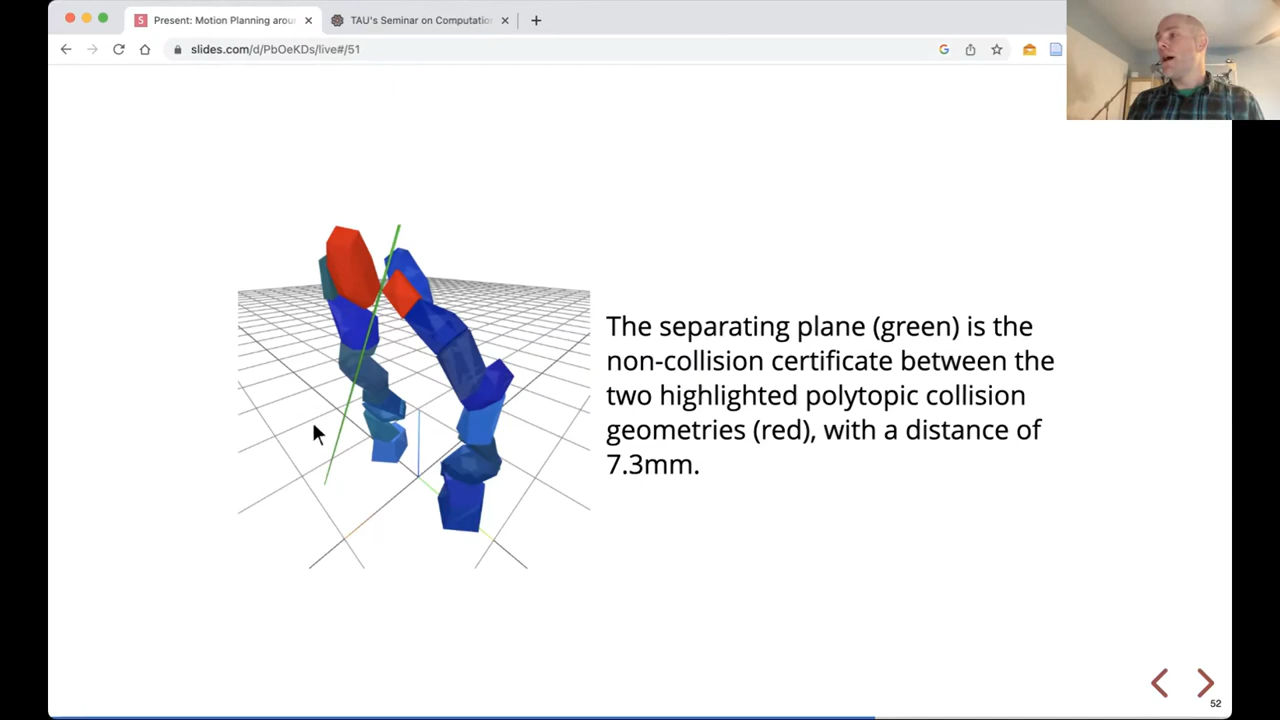 Present: Motion Planning arou
TAU's Seminar on Computatio
slides.com/d/PbOeKDs/live#/51
The separating plane (green) is the
non-collision certificate between the
two highlighted polytopic collision
geometries (red), with a distance of
7.3mm.
52